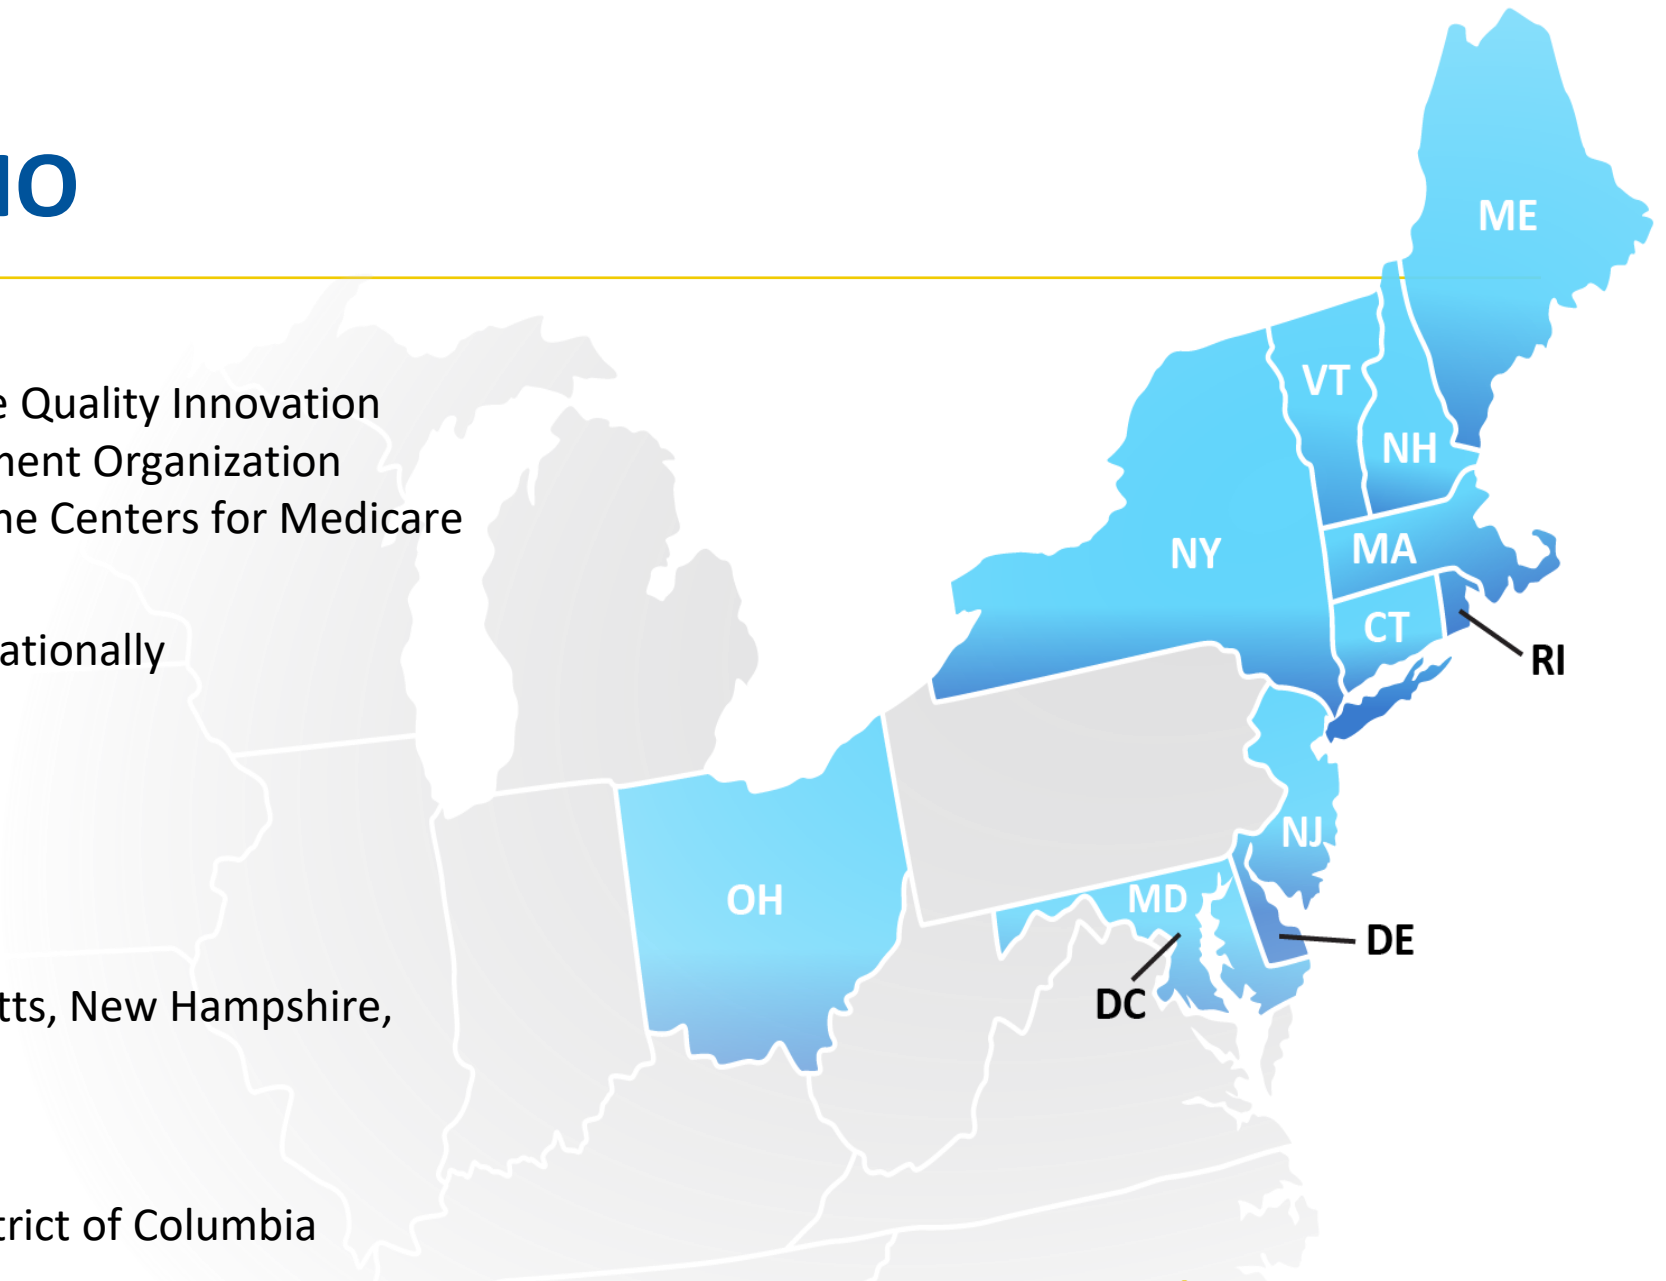 IO
e Quality Innovation
ment Organization
he Centers for Medicare
ationally
tts, New Hampshire,
trict of Columbia
ME
VT
NH
NY
MA
CT
RI
NJ
OH
MD
DE
DC